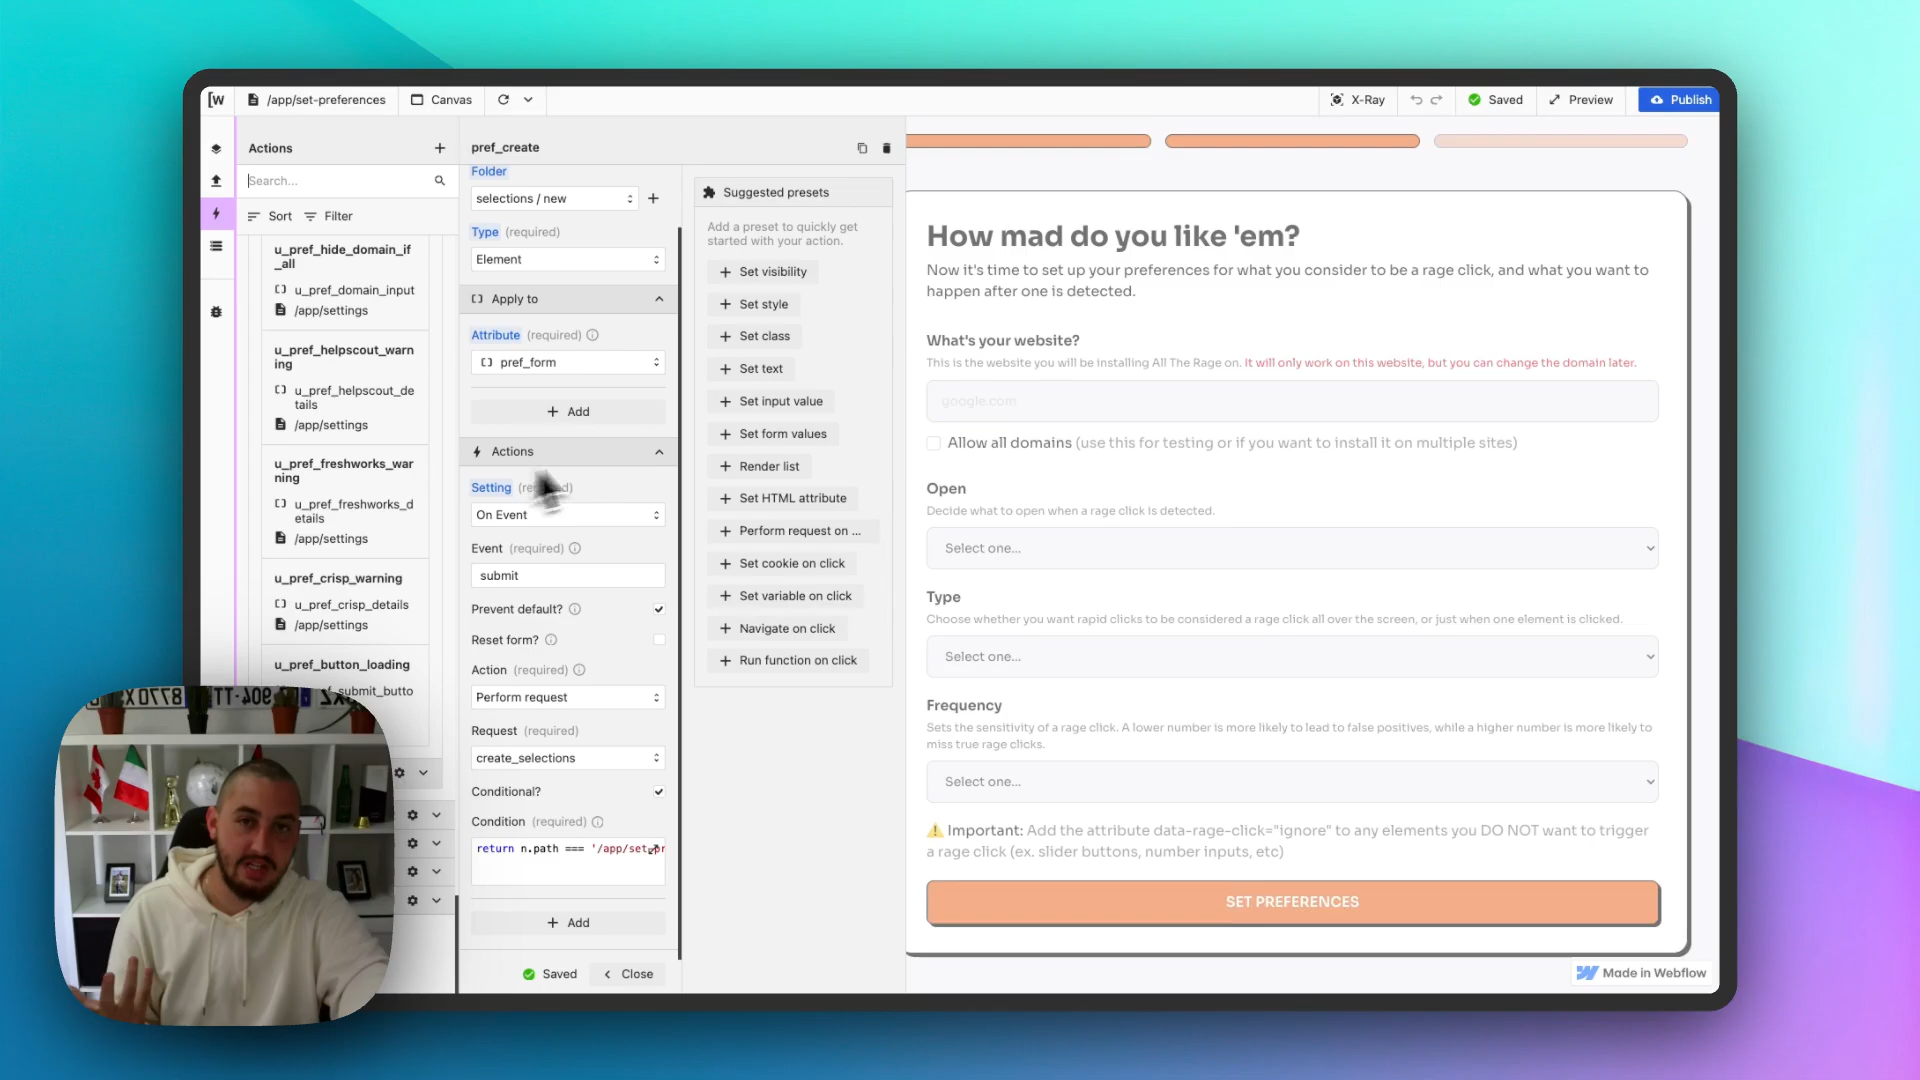 [W
/app/set-preferences
Canvas
X-Ray
Saved
Preview
Publish
Actions
Search...
Sort
Filter
u_pref_hide_domain_if
_all
u_pref_domain_input
/app/settings
u_pref_helpscout_warn
ing
u_pref_helpscout_de
tails
/app/settings
u_pref_freshworks_war
ning
u_pref_freshworks_d
etails
/app/settings
u_pref_crisp_warning
u_pref_crisp_details
/app/settings
u_pref_button_loading
f_submit_butto
pref_create
Folder
selections / new
Type (required)
Element
Apply to
Attribute (required)
pref_form
Add
Actions
Setting
On Event
Event (required)
submit
Prevent default?
Reset form?
Action (required)
Perform request
Request (required)
create_selections
Conditional?
Condition (required)
return n.path === '/app/set-pr
Add
Saved
Close
Suggested presets
Add a preset to quickly get
started with your action.
Set visibility
Set style
Set class
Set text
Set input value
Set form values
Render list
Set HTML attribute
Perform request on ...
Set cookie on click
Set variable on click
Navigate on click
Run function on click
How mad do you like 'em?
Now it's time to set up your preferences for what you consider to be a rage click, and what you want to
happen after one is detected.
What's your website?
This is the website you will be installing All The Rage on. It will only work on this website, but you can change the domain later.
google.com
Allow all domains (use this for testing or if you want to install it on multiple sites)
Open
Decide what to open when a rage click is detected.
Select one...
Type
Choose whether you want rapid clicks to be considered a rage click all over the screen, or just when one element is clicked.
Select one...
Frequency
Sets the sensitivity of a rage click. A lower number is more likely to lead to false positives, while a higher number is more likely to
miss true rage clicks.
Select one...
⚠️ Important: Add the attribute data-rage-click="ignore" to any elements you DO NOT want to trigger
a rage click (ex. slider buttons, number inputs, etc)
SET PREFERENCES
Made in Webflow